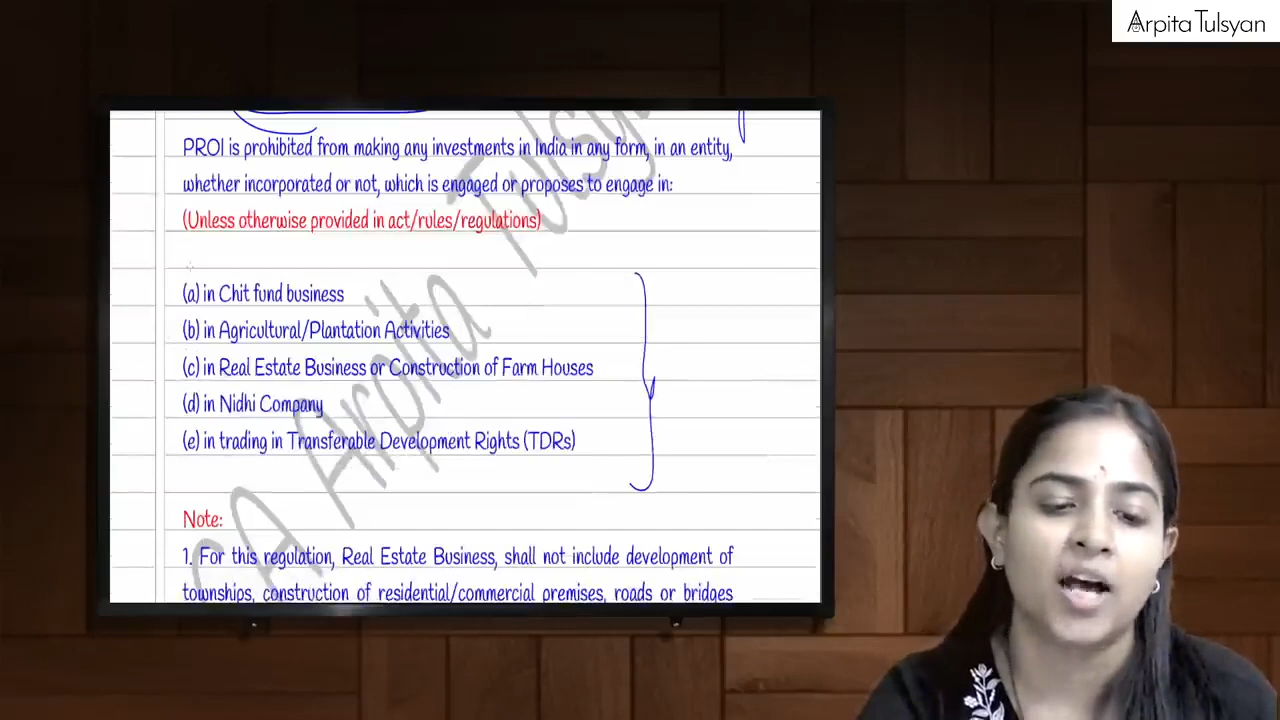 Arpita Tulsyan
PROI is prohibited from making any investments in India in any form, in an entity,
whether incorporated or not, which is engaged or proposes to engage in:
(Unless otherwise provided in act/rules/regulations)
(a) in Chit fund business
(b) in Agricultural/Plantation Activities
(c) in Real Estate Business or Construction of Farm Houses
(d) in Nidhi Company
(e) in trading in Transferable Development Rights (TDRs)
CA Arpita Tulsy
Note:
1. For this regulation, Real Estate Business, shall not include development of
townships, construction of residential/commercial premises, roads or bridges